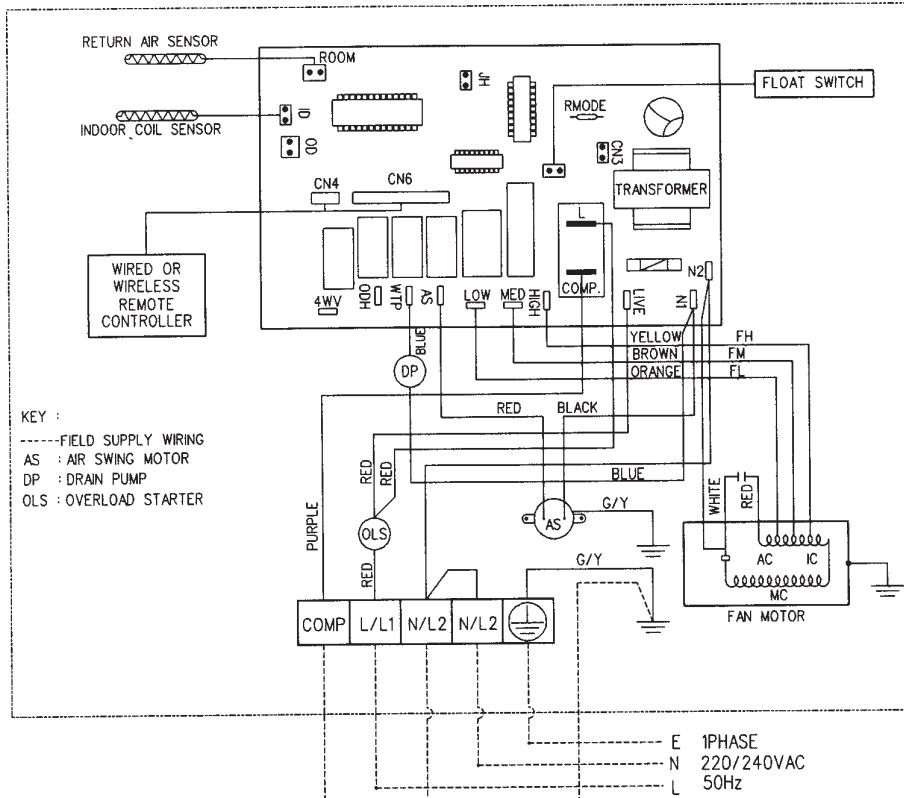 RETURN AIR SENSOR
ROOM
JH
FLOAT SWITCH
RMODE
ID
INDOOR COIL SENSOR
OD
CN3
CN4
CN6
TRANSFORMER
L
WIRED OR
WIRELESS
REMOTE
CONTROLLER
COMP.
N2
4WV
ODH
WTP
AS
LOW
MED
HIGH
LIVE
N1
BLUE
YELLOW FH
BROWN FM
ORANGE FL
DP
RED
BLACK
KEY :
------FIELD SUPPLY WIRING
AS : AIR SWING MOTOR
DP : DRAIN PUMP
OLS : OVERLOAD STARTER
RED
RED
BLUE
WHITE
RED
PURPLE
G/Y
AS
OLS
RED
G/Y
AC
IC
MC
FAN MOTOR
COMP
L/L1
N/L2
N/L2
E 1PHASE
N 220/240VAC
L 50Hz